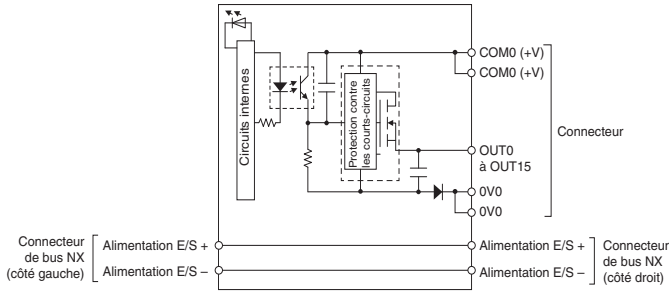 Circuits internes
Protection contre
les courts-circuits
COM0 (+V)
COM0 (+V)
OUT0
à OUT15
0V0
0V0
Connecteur
Connecteur
de bus NX
(côté gauche)
Alimentation E/S +
Alimentation E/S –
Alimentation E/S +
Alimentation E/S –
Connecteur
de bus NX
(côté droit)